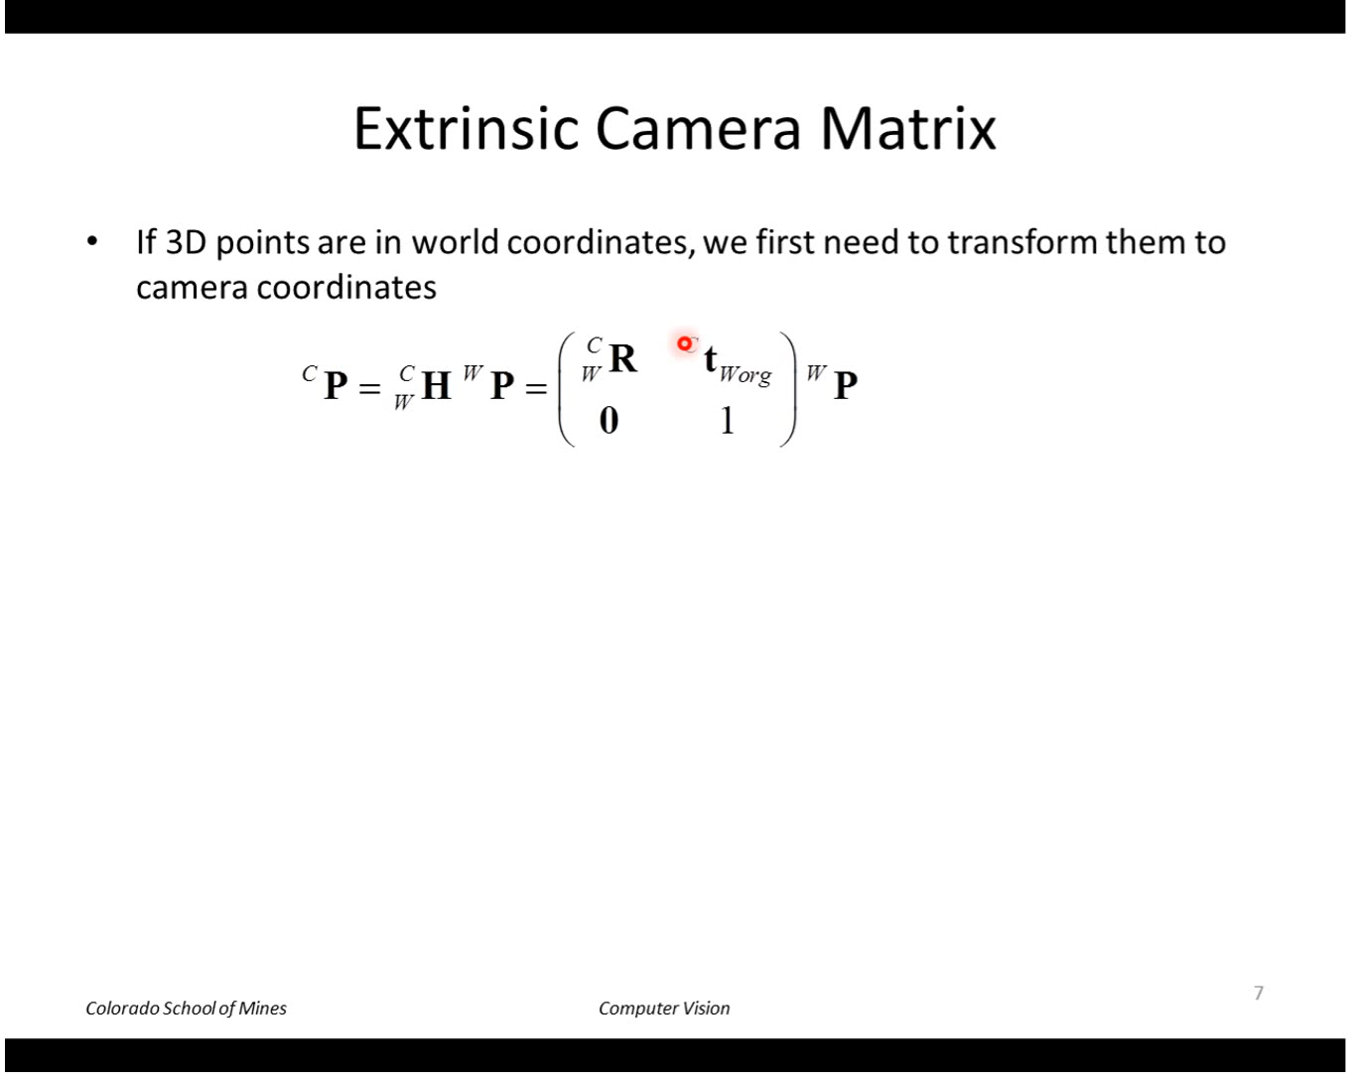 Extrinsic Camera Matrix
• If 3D points are in world coordinates, we first need to transform them to
camera coordinates
^C P = ^C_W H ^W P = ( ^C_W R  ^C t_Worg ; 0  1 ) ^W P
Colorado School of Mines
Computer Vision
7